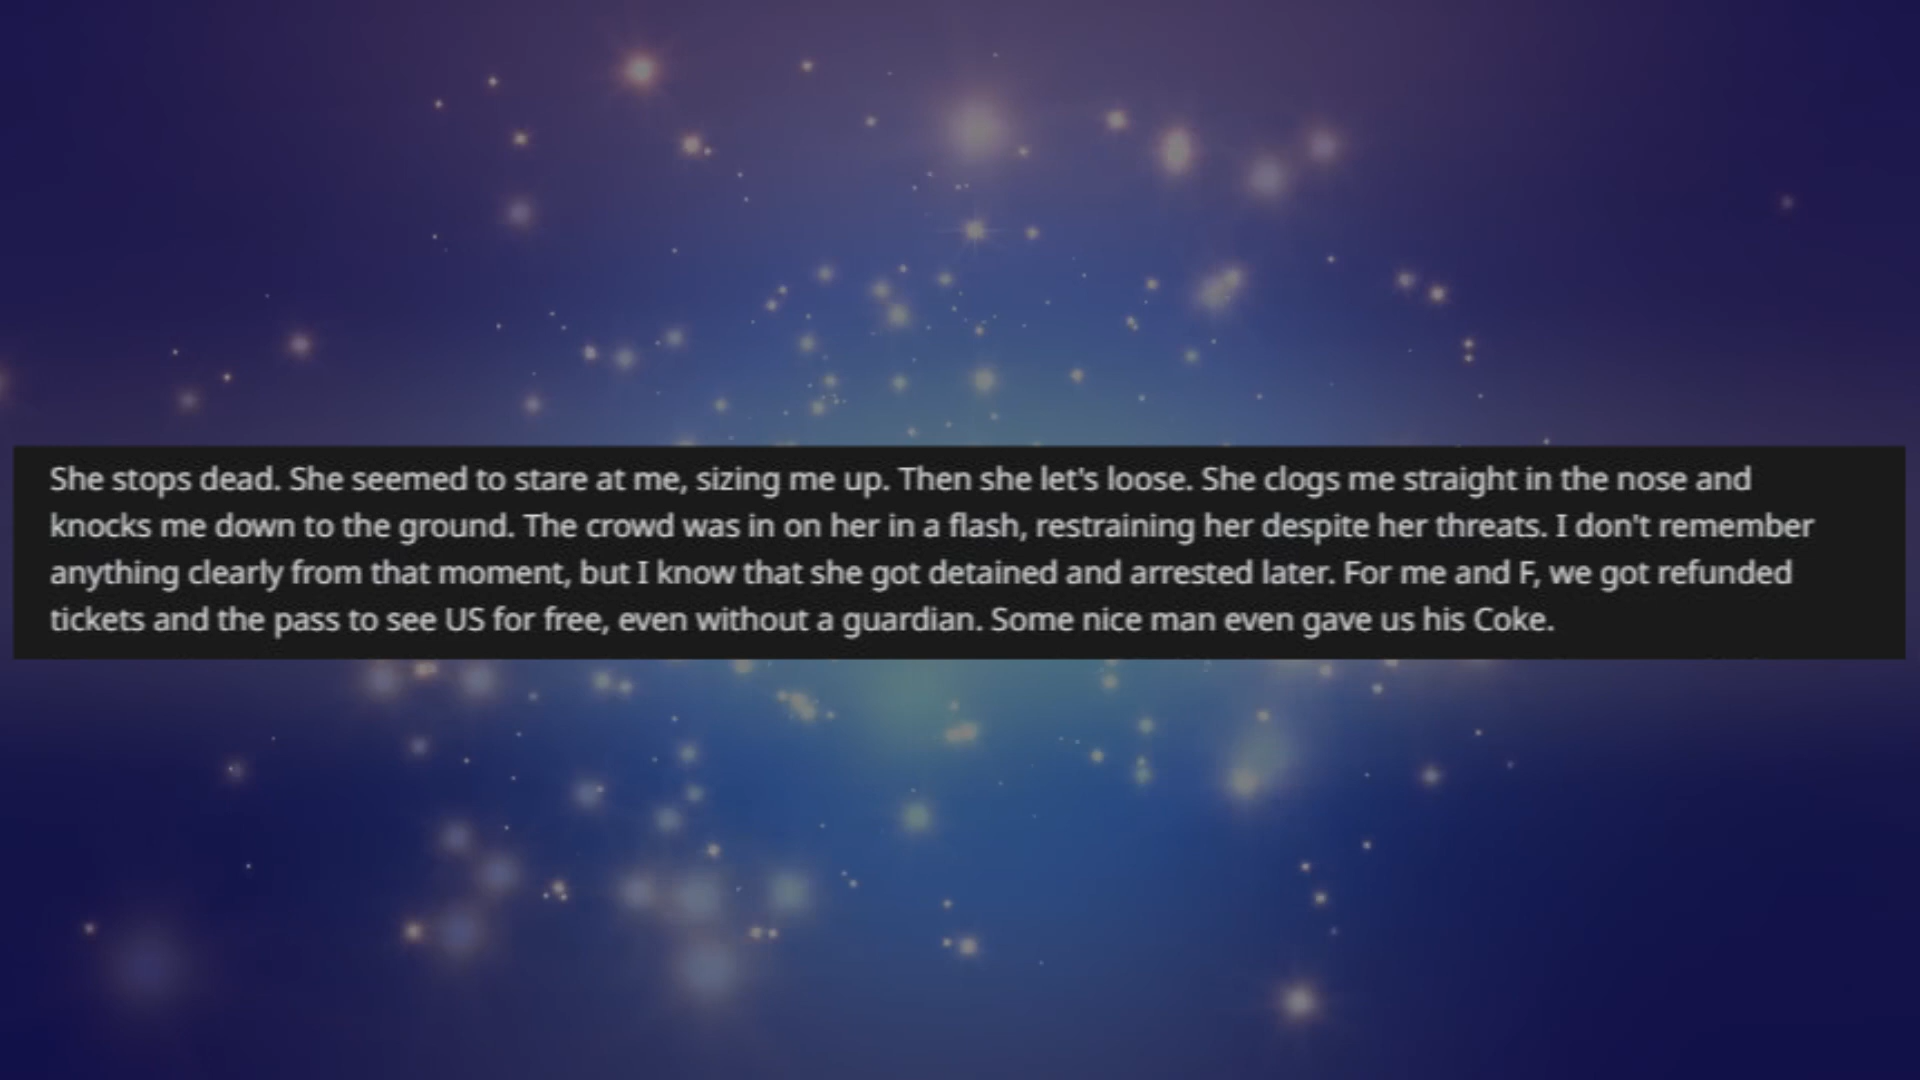 She stops dead. She seemed to stare at me, sizing me up. Then she let's loose. She clogs me straight in the nose and
knocks me down to the ground. The crowd was in on her in a flash, restraining her despite her threats. I don't remember
anything clearly from that moment, but I know that she got detained and arrested later. For me and F, we got refunded
tickets and the pass to see US for free, even without a guardian. Some nice man even gave us his Coke.